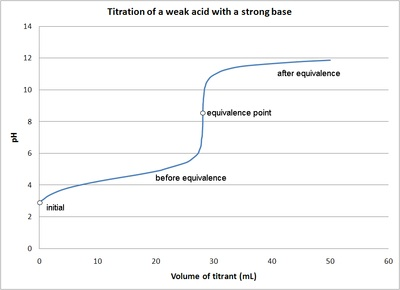 Titration of a weak acid with a strong base
14
12
10
8
6
4
2
0
pH
after equivalence
equivalence point
before equivalence
initial
0 10 20 30 40 50 60
Volume of titrant (mL)